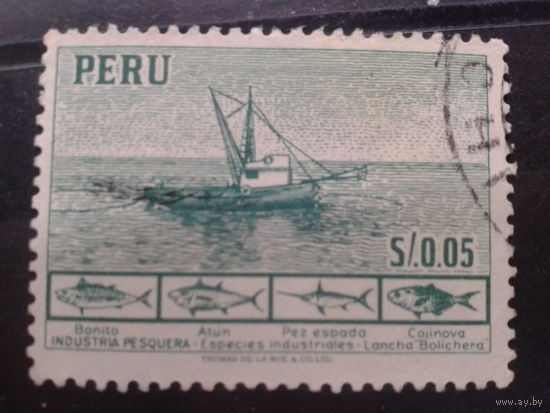 PERU
S/.0.05
Bonito Atún Pez espada Cojinova
INDUSTRIA PESQUERA - Especies industriales - Lancha "Bolichera"
THOMAS DE LA RUE & CO. LTD.
www.ay.by